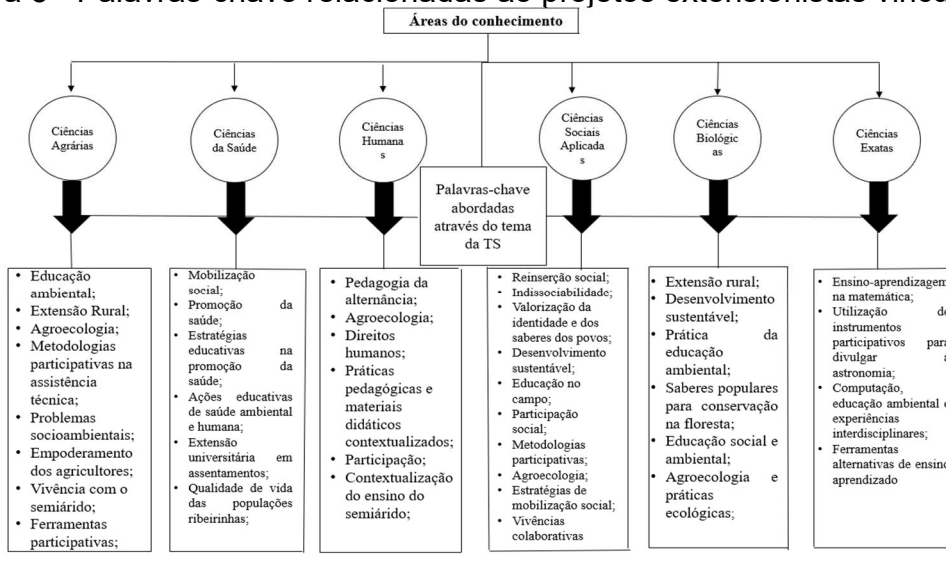 Palavras-chave relacionadas ao projetos extensionistas
Áreas do conhecimento
Ciências
Agrárias
Ciências
da Saúde
Ciências
Humana
s
Ciências
Sociais
Aplicada
s
Ciências
Biológic
as
Ciências
Exatas
Palavras-chave
abordadas
através do tema
da TS
• Educação
ambiental;
• Extensão Rural;
• Agroecologia;
• Metodologias
participativas na
assistência
técnica;
• Problemas
socioambientais;
• Empoderamento
dos agricultores;
• Vivência com o
semiárido;
• Ferramentas
participativas;
• Mobilização
social;
• Promoção da
saúde;
• Estratégias
educativas na
promoção da
saúde;
• Ações educativas
de saúde ambiental
e humana;
• Extensão
universitária em
assentamentos;
• Qualidade de vida
das populações
ribeirinhas;
• Pedagogia da
alternância;
• Agroecologia;
• Direitos
humanos;
• Práticas
pedagógicas e
materiais
didáticos
contextualizados;
• Participação;
• Contextualização
do ensino do
semiárido;
• Reinserção social;
• Indissociabilidade;
• Valorização da
identidade e dos
saberes dos povos;
• Desenvolvimento
sustentável;
• Educação no
campo;
• Participação
social;
• Metodologias
participativas;
• Agroecologia;
• Estratégias de
mobilização social;
• Vivências
colaborativas
• Extensão rural;
• Desenvolvimento
sustentável;
• Prática da
educação
ambiental;
• Saberes populares
para conservação
na floresta;
• Educação social e
ambiental;
• Agroecologia e
práticas
ecológicas;
• Ensino-aprendizagem
na matemática;
• Utilização
instrumentos
participativos
divulgar
astronomia;
• Computação,
educação ambiental
experiências
interdisciplinares;
• Ferramentas
alternativas de ensino
aprendizado